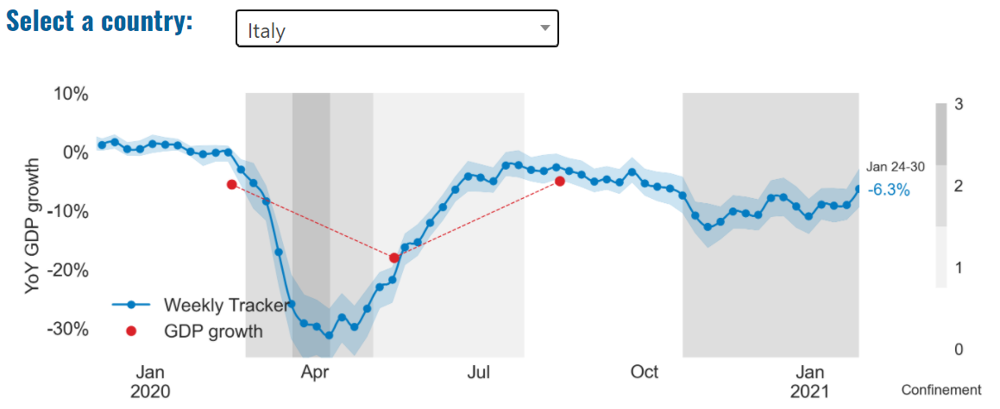 Select a country:
Italy
10%
0%
-10%
-20%
-30%
YoY GDP growth
Weekly Tracker
GDP growth
Jan
2020
Apr
Jul
Oct
Jan
2021
Jan 24-30
-6.3%
3
2
1
0
Confinement